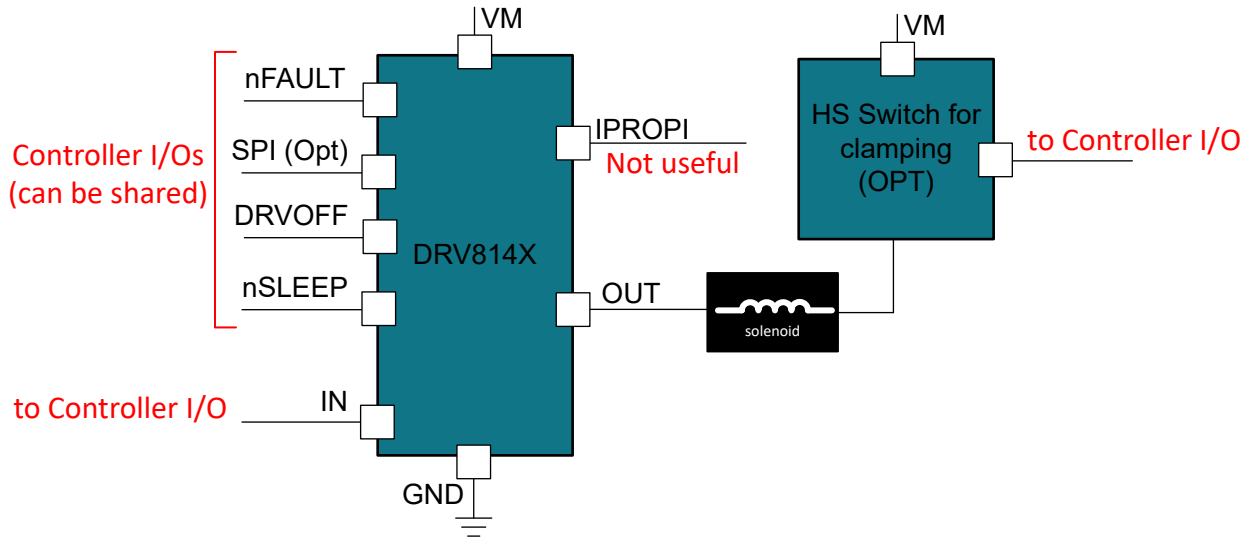 VM
VM
nFAULT
SPI (Opt)
DRVOFF
nSLEEP
Controller I/Os
(can be shared)
IN
to Controller I/O
DRV814X
IPROPI
Not useful
OUT
GND
solenoid
HS Switch for
clamping
(OPT)
to Controller I/O